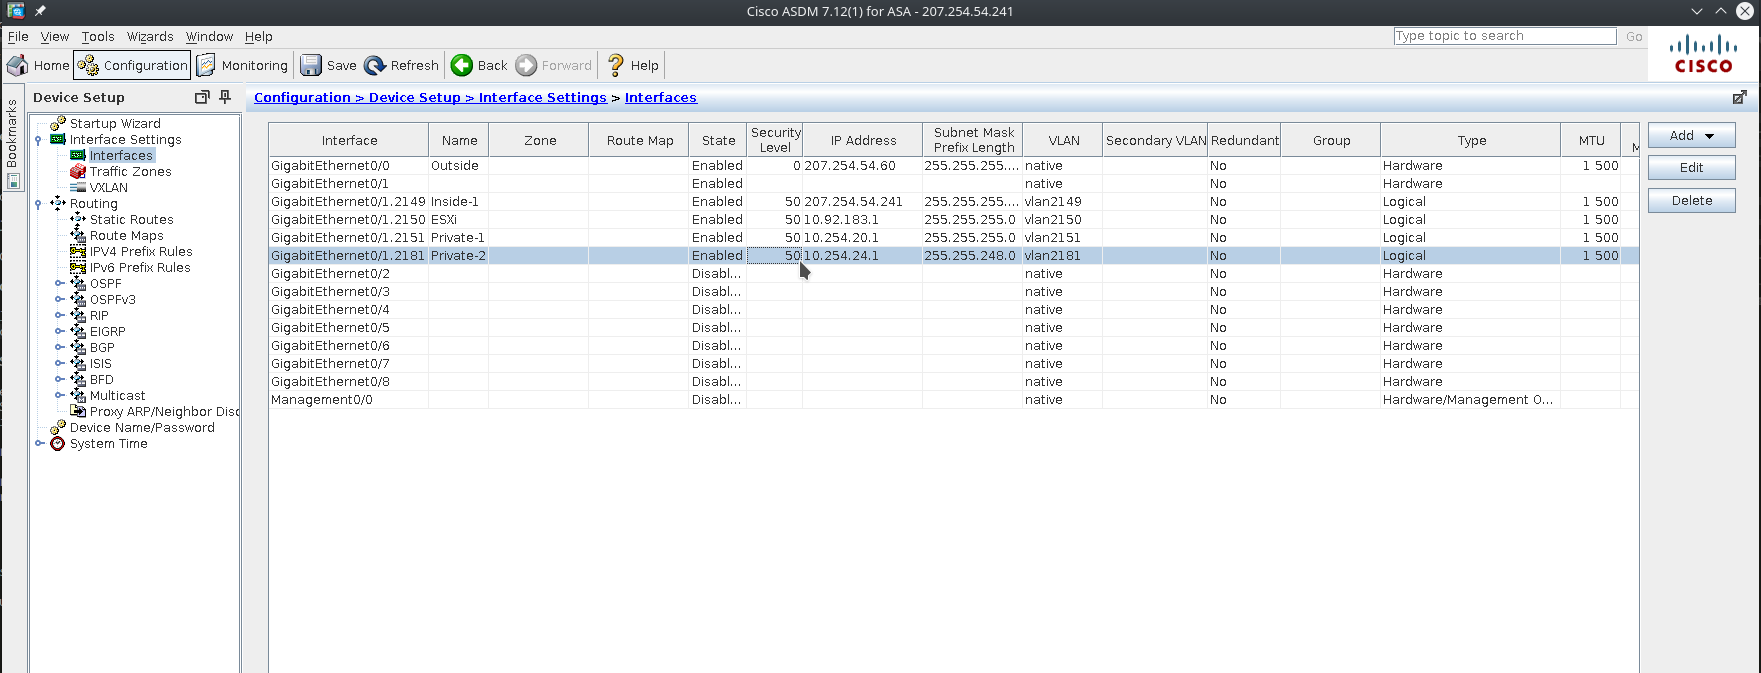 Cisco ASDM 7.12(1) for ASA - 207.254.54.241
File View Tools Wizards Window Help
Type topic to search Go
Home Configuration Monitoring Save Refresh Back Forward Help
CISCO
Bookmarks
Device Setup
Startup Wizard
Interface Settings
Interfaces
Traffic Zones
VXLAN
Routing
Static Routes
Route Maps
IPV4 Prefix Rules
IPv6 Prefix Rules
OSPF
OSPFv3
RIP
EIGRP
BGP
ISIS
BFD
Multicast
Proxy ARP/Neighbor Disc
Device Name/Password
System Time
Configuration > Device Setup > Interface Settings > Interfaces
Interface Name Zone Route Map State Security Level IP Address Subnet Mask Prefix Length VLAN Secondary VLAN Redundant Group Type MTU M
GigabitEthernet0/0 Outside Enabled 0 207.254.54.60 255.255.255.... native No Hardware 1 500
GigabitEthernet0/1 Enabled native No Hardware
GigabitEthernet0/1.2149 Inside-1 Enabled 50 207.254.54.241 255.255.255.... vlan2149 No Logical 1 500
GigabitEthernet0/1.2150 ESXi Enabled 50 10.92.183.1 255.255.255.0 vlan2150 No Logical 1 500
GigabitEthernet0/1.2151 Private-1 Enabled 50 10.254.20.1 255.255.255.0 vlan2151 No Logical 1 500
GigabitEthernet0/1.2181 Private-2 Enabled 50 10.254.24.1 255.255.248.0 vlan2181 No Logical 1 500
GigabitEthernet0/2 Disabl... native No Hardware
GigabitEthernet0/3 Disabl... native No Hardware
GigabitEthernet0/4 Disabl... native No Hardware
GigabitEthernet0/5 Disabl... native No Hardware
GigabitEthernet0/6 Disabl... native No Hardware
GigabitEthernet0/7 Disabl... native No Hardware
GigabitEthernet0/8 Disabl... native No Hardware
Management0/0 Disabl... native No Hardware/Management O...
Add
Edit
Delete